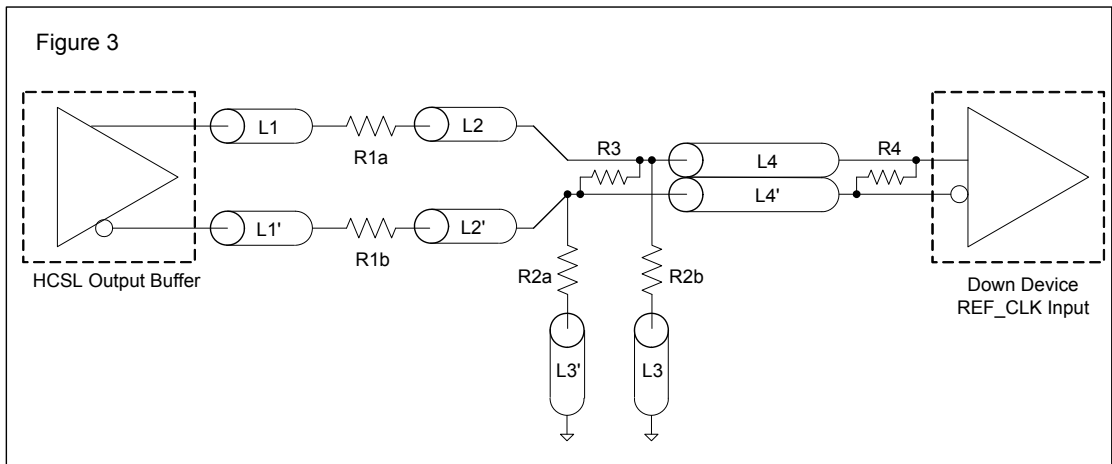 Figure 3
L1
R1a
L2
R3
L4
R4
L4'
L1'
R1b
L2'
HCSL Output Buffer
R2a
R2b
Down Device
REF_CLK Input
L3'
L3